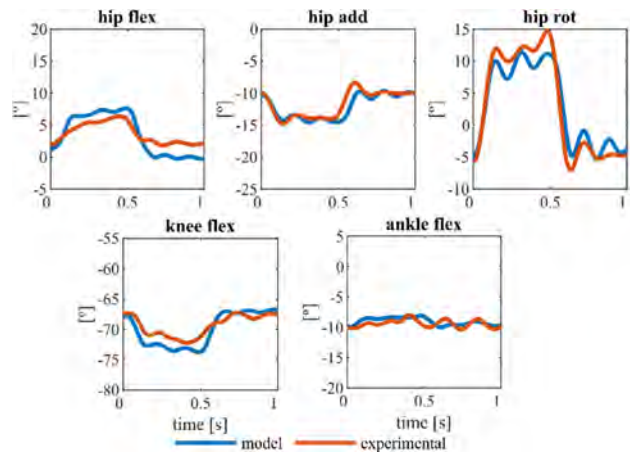 hip flex hip add hip rot
20 0 15
15 -5 10
10 -10 5
[°] 5 [°] -15 [°] 0
0 -20 -5
-5 -25 -10
0 0.5 1 0 0.5 1 0 0.5 1
knee flex ankle flex
-55 5
-60 0
-65 -5
[°] -70 [°] -10
-75 -15
-80 -20
0 0.5 1 0 0.5 1
time [s] time [s]
model experimental